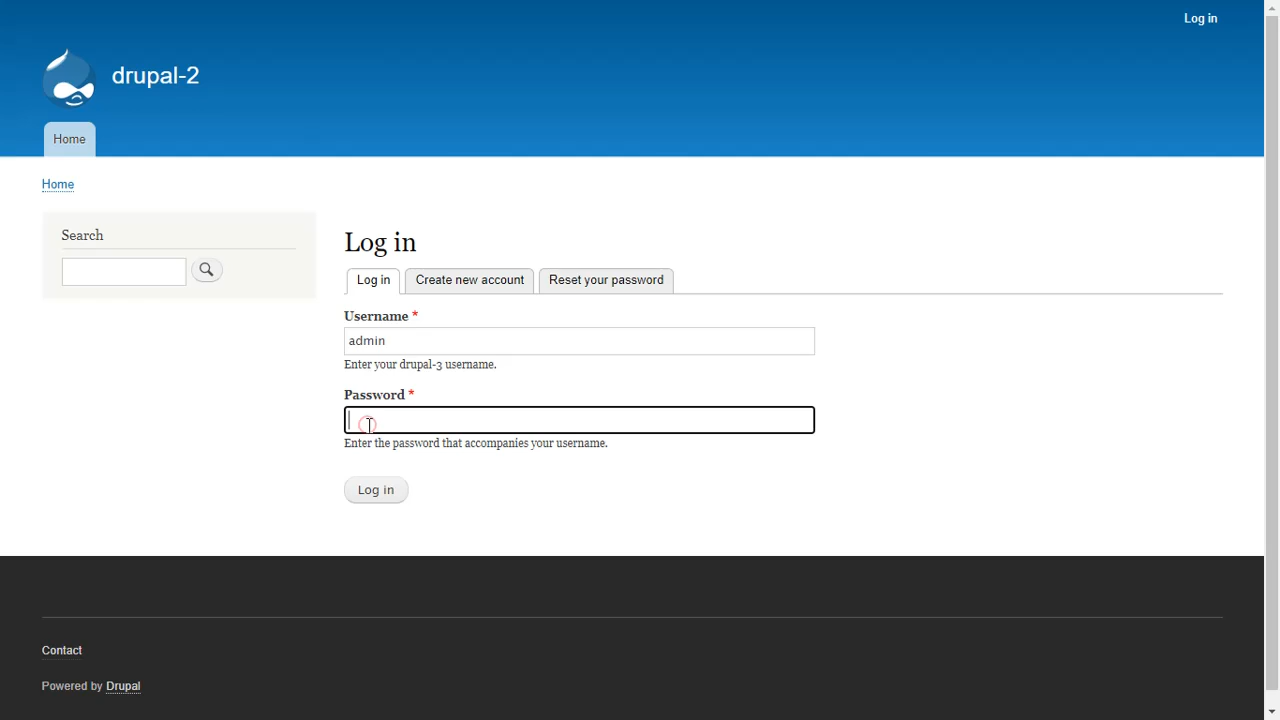 Log in
drupal-2
Home
Home
Search
Log in
Log in
Create new account
Reset your password
Username *
admin
Enter your drupal-3 username.
Password *
Enter the password that accompanies your username.
Log in
Contact
Powered by Drupal